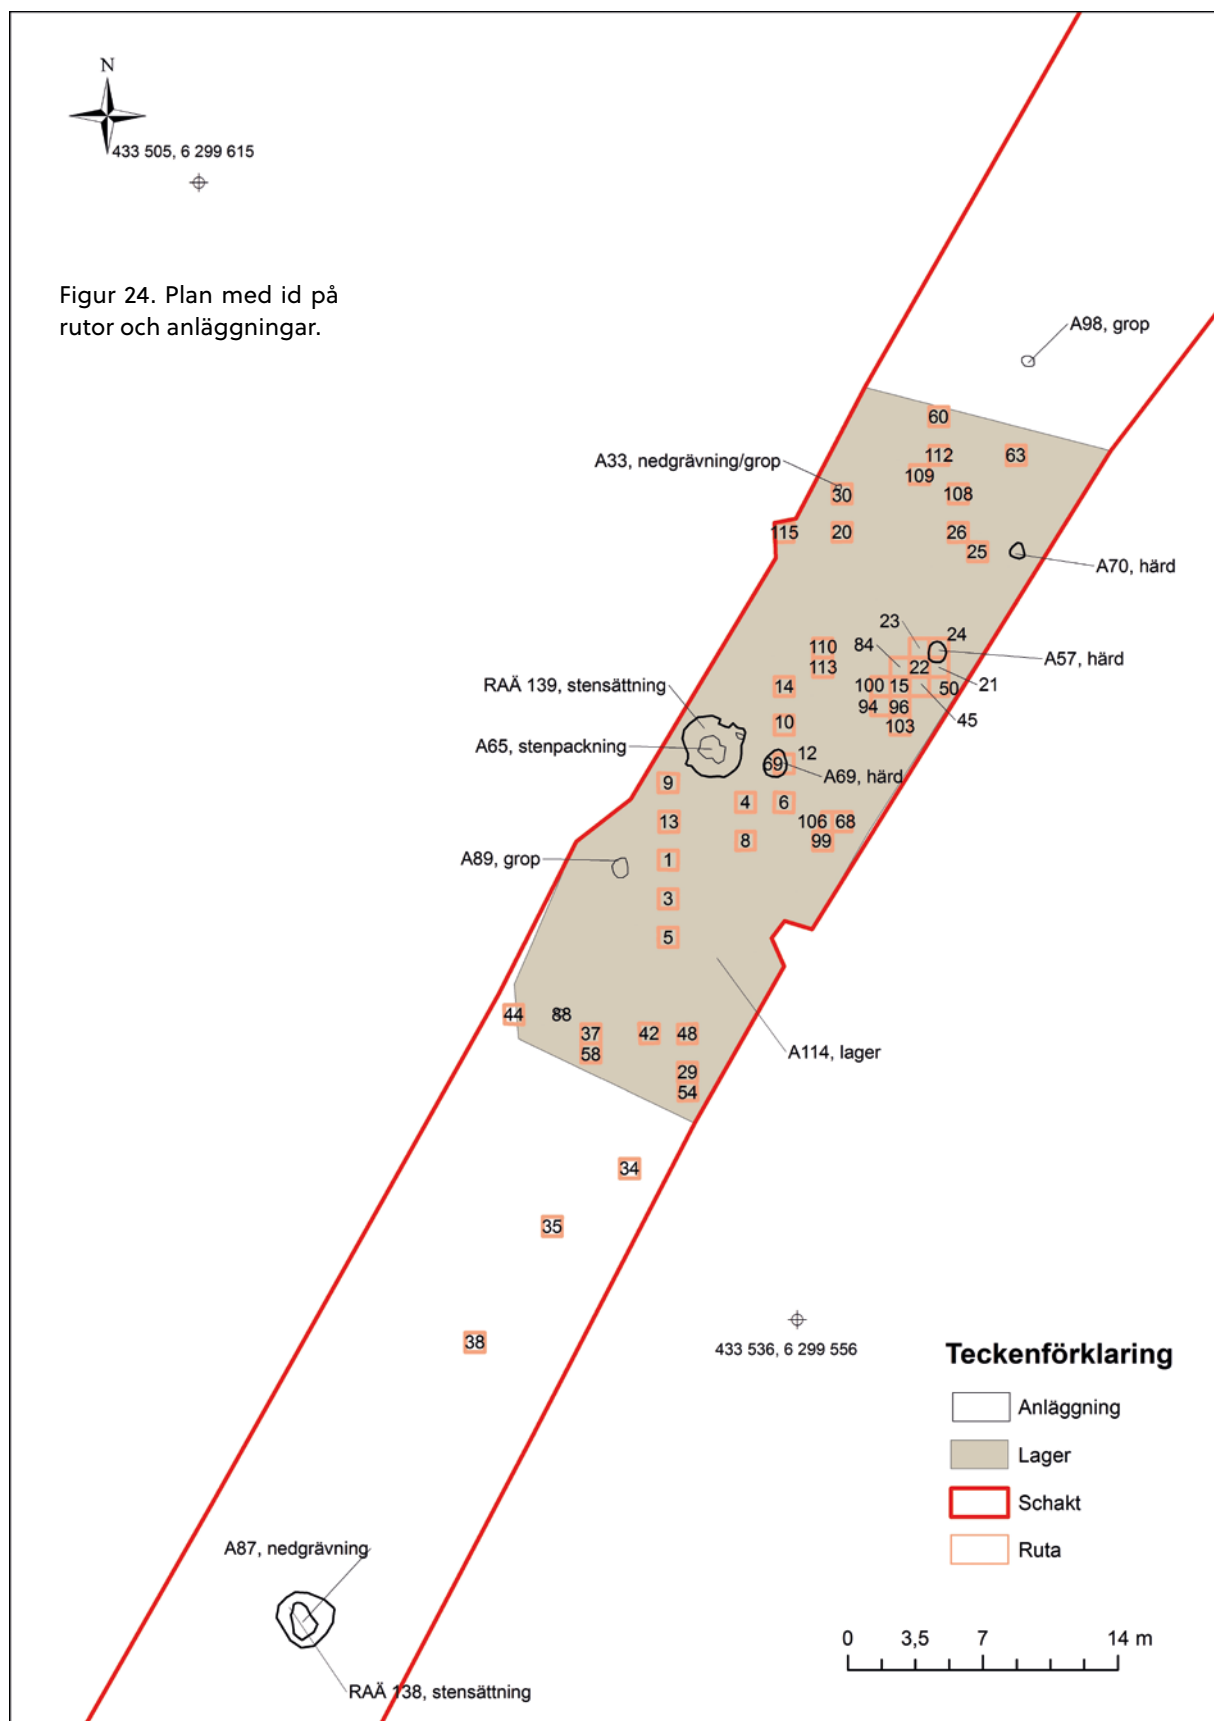 N
433 505, 6 299 615
Figur 24. Plan med id på
rutor och anläggningar.
A98, grop
60
A33, nedgrävning/grop
112
63
109
30
108
115
20
26
25
A70, härd
23
24
110
84
A57, härd
113
22
RAÄ 139, stensättning
14
100
15
50
21
94
96
45
10
103
A65, stenpackning
12
69
A69, härd
9
4
6
13
106
68
8
99
A89, grop
1
3
5
44
88
37
42
48
58
A114, lager
29
54
34
35
38
433 536, 6 299 556
Teckenförklaring
Anläggning
Lager
Schakt
Ruta
A87, nedgrävning
0 3,5 7 14 m
RAÄ 138, stensättning